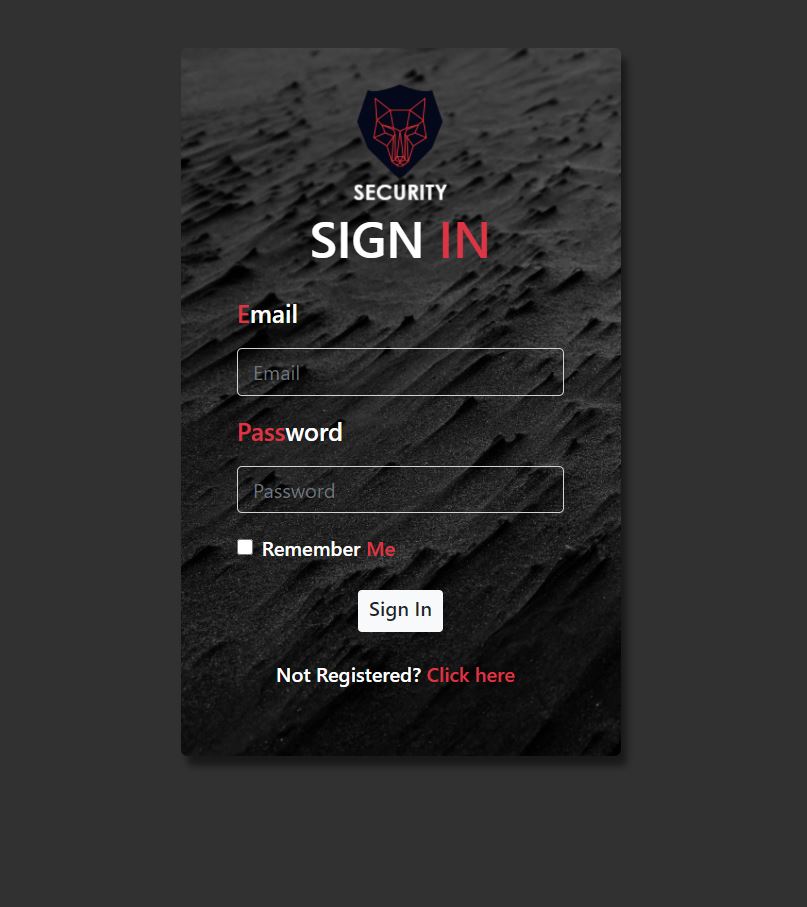 SECURITY
SIGN IN
Email
Email
Password
Password
Remember Me
Sign In
Not Registered? Click here